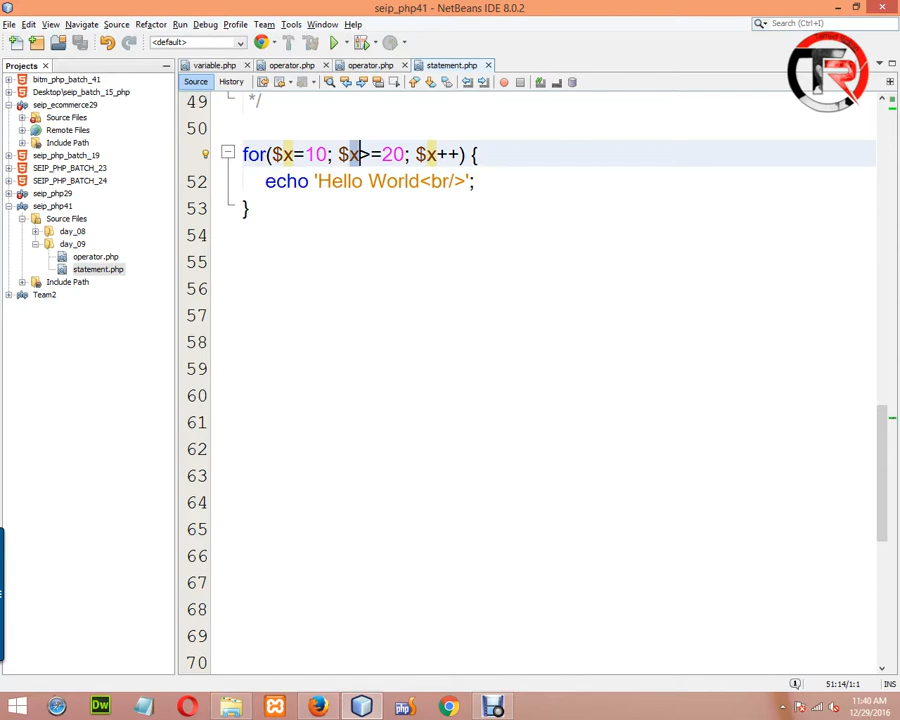 seip_php41 - NetBeans IDE 8.0.2
File Edit View Navigate Source Refactor Run Debug Profile Team Tools Window Help
Search (Ctrl+I)
<default>
Projects
variable.php operator.php operator.php statement.php
Source History
bitm_php_batch_41
Desktop\seip_batch_15_php
seip_ecommerce29
Source Files
Remote Files
Include Path
seip_php_batch_19
SEIP_PHP_BATCH_23
SEIP_PHP_BATCH_24
seip_php29
seip_php41
Source Files
day_08
day_09
operator.php
statement.php
Include Path
Team2
49 */
50
for($x=10; $x>=20; $x++) {
52 echo 'Hello World<br/>';
53 }
54
55
56
57
58
59
60
61
62
63
64
65
66
67
68
69
70
TR
51:14/1:1 INS
Dw
php
11:40 AM
12/29/2016